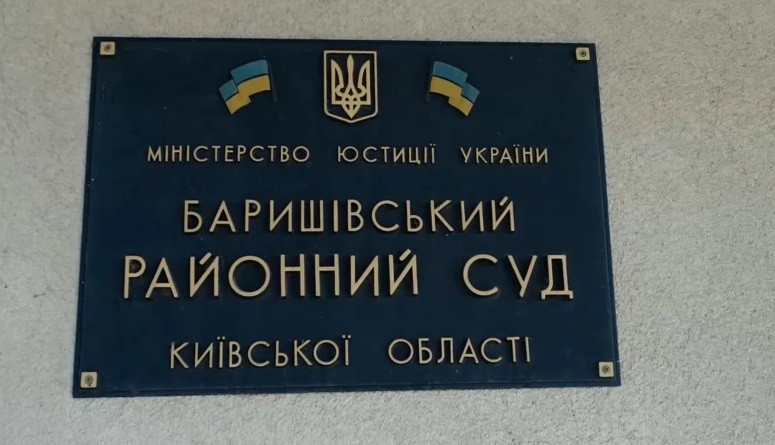 МІНІСТЕРСТВО ЮСТИЦІЇ УКРАЇНИ
БАРИШІВСЬКИЙ
РАЙОННИЙ СУД
КИЇВСЬКОЇ ОБЛАСТІ